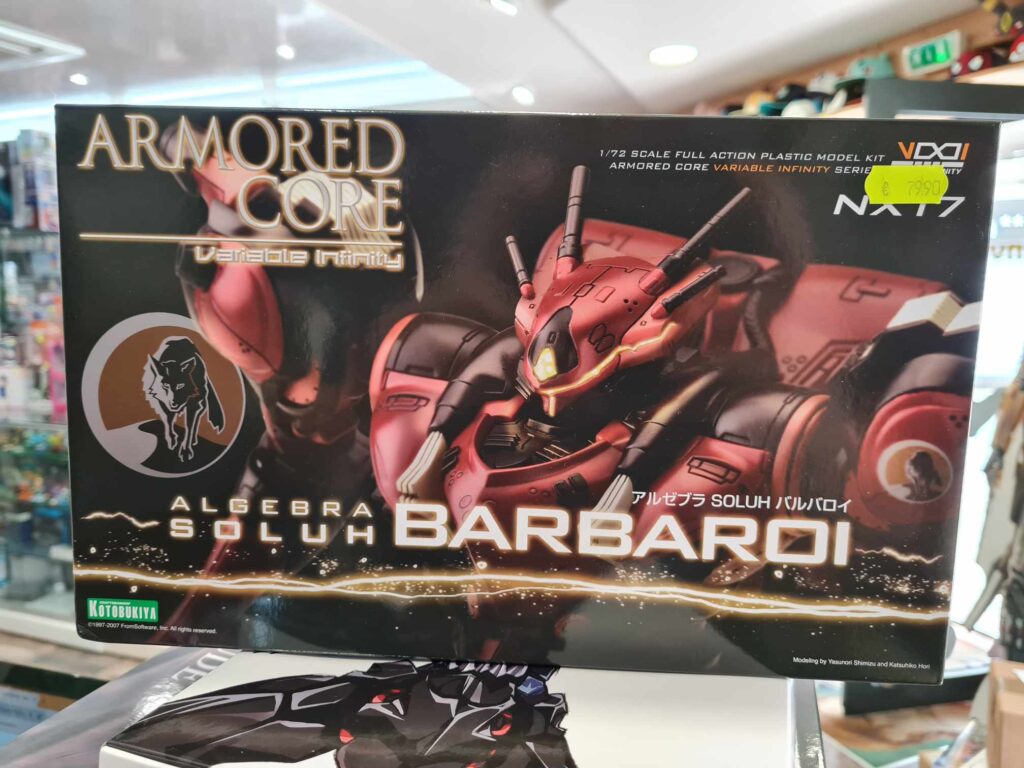 ARMORED
CORE
Variable Infinity
1/72 SCALE FULL ACTION PLASTIC MODEL KIT
ARMORED CORE VARIABLE INFINITY SERIES
€ 79.90
NX17
アルゼブラ SOLUH バルバロイ
ALGEBRA
SOLUH BARBAROI
KOTOBUKIYA
©1997-2007 FromSoftware, Inc. All rights reserved.
Modeling by Yasunori Shimizu and Katsuhiko Hori